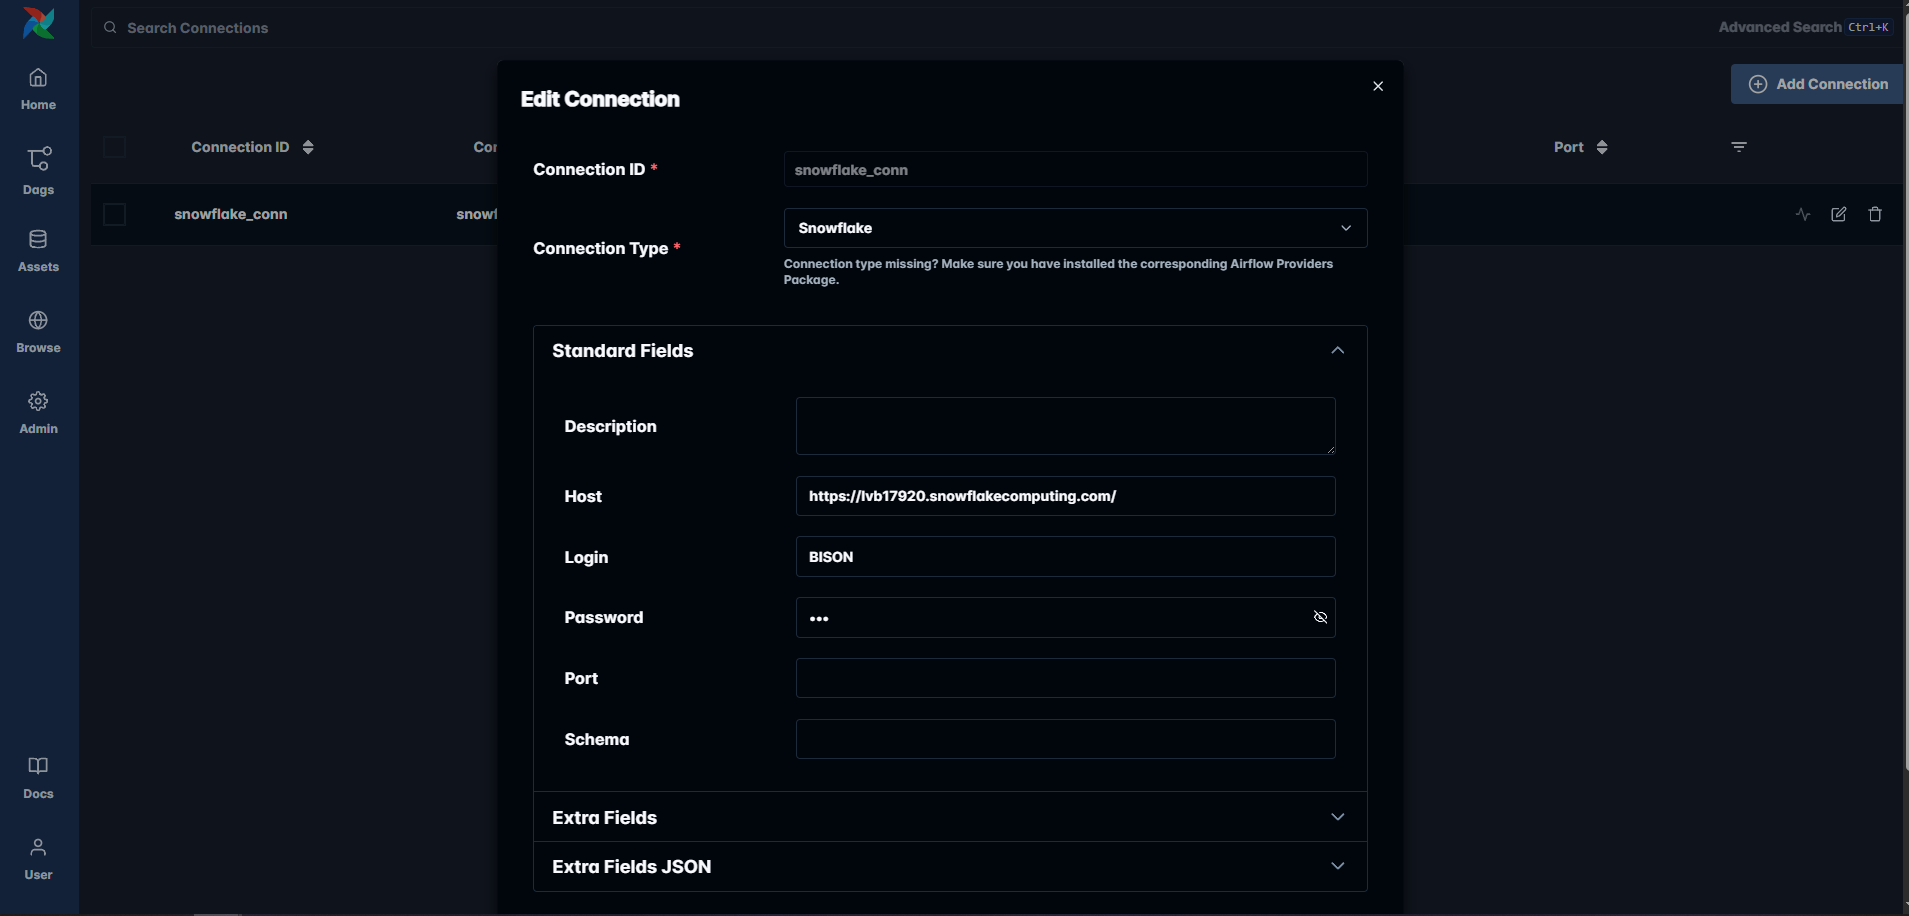 Search Connections
Advanced Search Ctrl+K
Home
Dags
Assets
Browse
Admin
Docs
User
Add Connection
Connection ID
Con
Port
snowflake_conn
snowf
Edit Connection
Connection ID *
snowflake_conn
Connection Type *
Snowflake
Connection type missing? Make sure you have installed the corresponding Airflow Providers
Package.
Standard Fields
Description
Host
https://lvb17920.snowflakecomputing.com/
Login
BISON
Password
•••
Port
Schema
Extra Fields
Extra Fields JSON